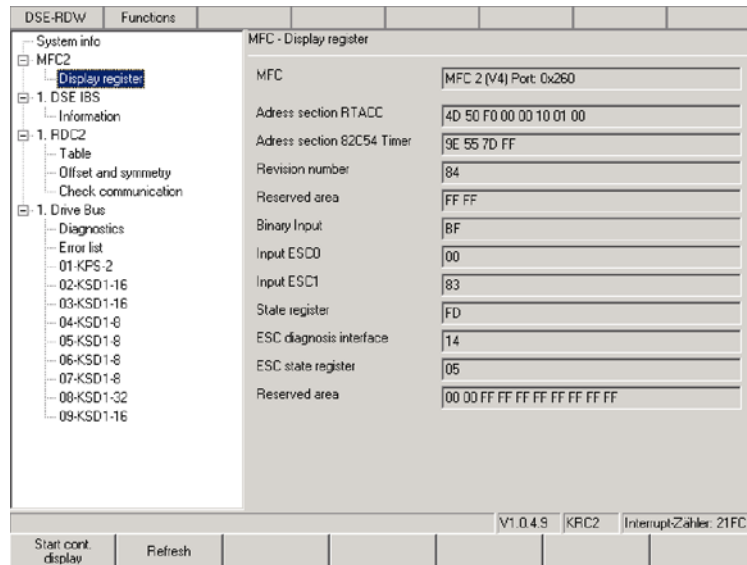 DSE-RDW Functions
System info
MFC2
Display register
1. DSE IBS
Information
1. RDC2
Table
Offset and symmetry
Check communication
1. Drive Bus
Diagnostics
Error list
01-KPS-2
02-KSD1-16
03-KSD1-16
04-KSD1-8
05-KSD1-8
06-KSD1-8
07-KSD1-8
08-KSD1-32
09-KSD1-16
MFC - Display register
MFC MFC 2 (V4) Port: 0x260
Adress section RTACC 4D 50 F0 00 00 10 01 00
Adress section 82C54 Timer 9E 55 7D FF
Revision number 84
Reserved area FF FF
Binary Input BF
Input ESC0 00
Input ESC1 83
State register FD
ESC diagnosis interface 14
ESC state register 05
Reserved area 00 00 FF FF FF FF FF FF FF FF
V1.0.4.9 KRC2 Interrupt-Zähler: 21FC
Start cont. display Refresh